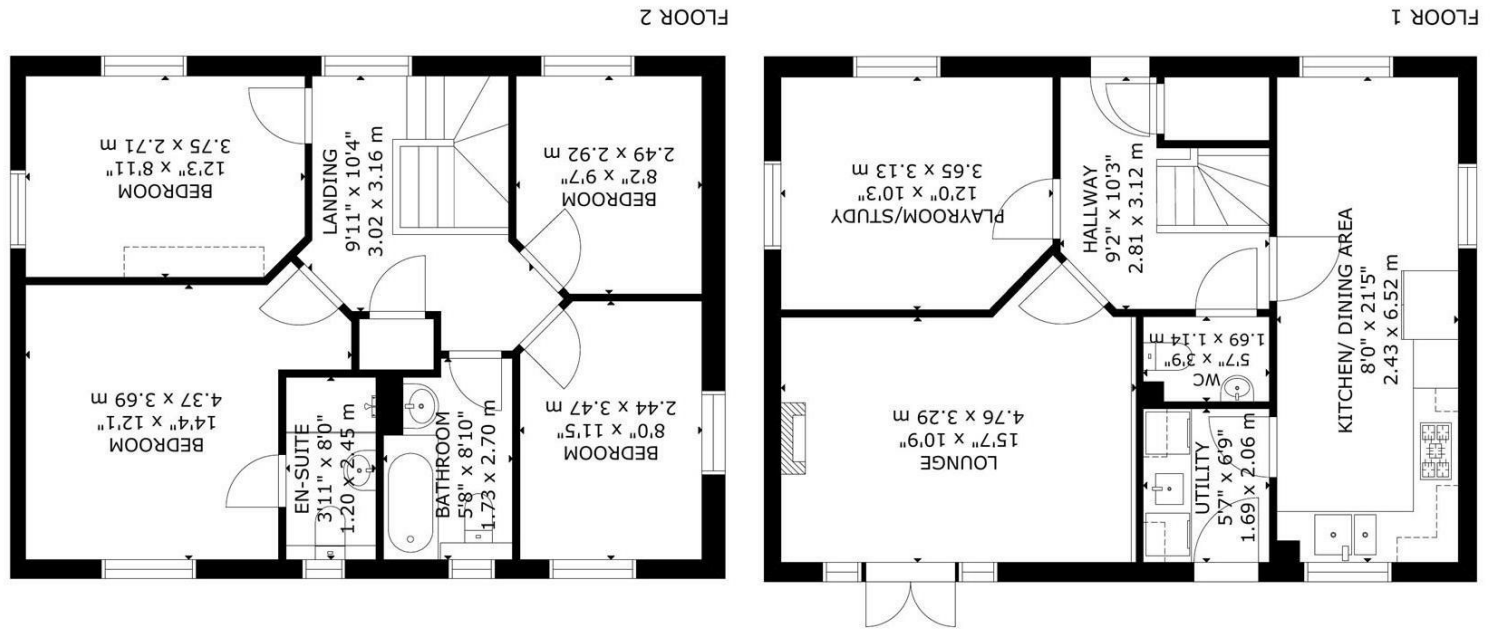 FLOOR 1
KITCHEN/ DINING AREA
8'0" x 21'5"
2.43 x 6.52 m
UTILITY
5'7" x 6'9"
1.69 x 2.06 m
WC
5'7" x 3'9"
1.69 x 1.14 m
HALLWAY
9'2" x 10'3"
2.81 x 3.12 m
LOUNGE
15'7" x 10'9"
4.76 x 3.29 m
PLAYROOM/STUDY
12'0" x 10'3"
3.65 x 3.13 m
FLOOR 2
BEDROOM
8'0" x 11'5"
2.44 x 3.47 m
BATHROOM
5'8" x 8'10"
1.73 x 2.70 m
EN-SUITE
3'11" x 8'0"
1.20 x 2.45 m
BEDROOM
14'4" x 12'1"
4.37 x 3.69 m
BEDROOM
8'2" x 9'7"
2.49 x 2.92 m
LANDING
9'11" x 10'4"
3.02 x 3.16 m
BEDROOM
12'3" x 8'11"
3.75 x 2.71 m